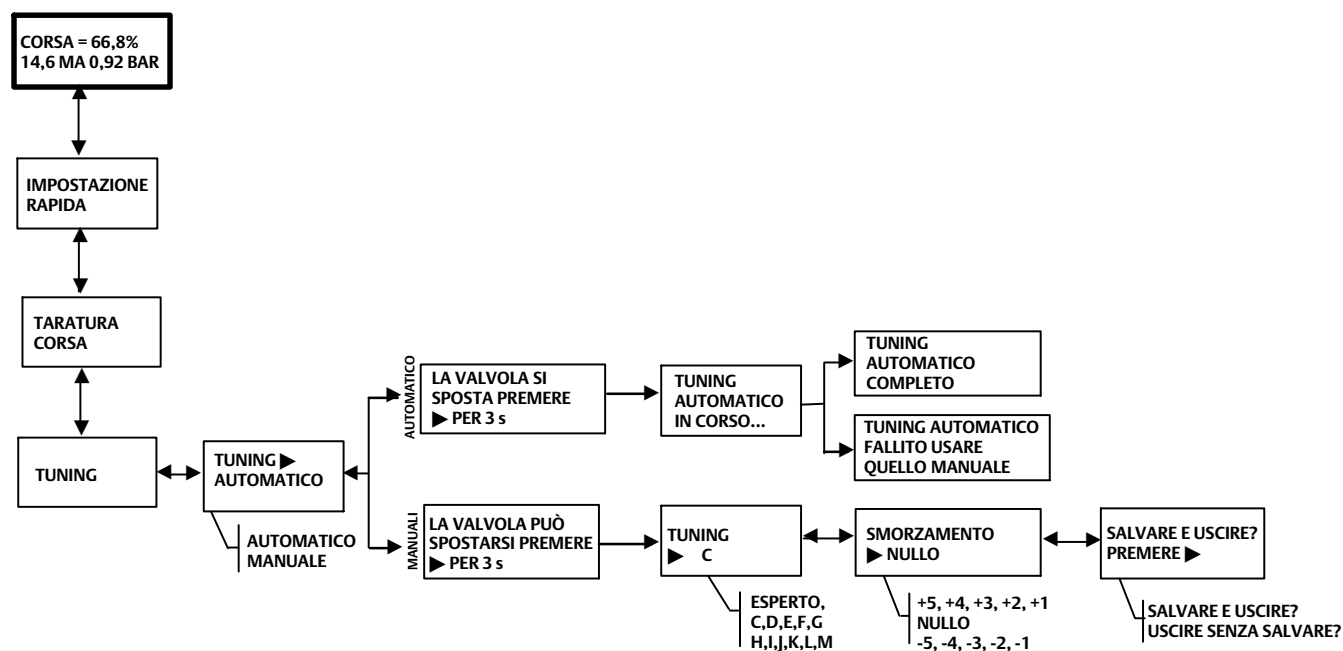 CORSA = 66,8%
14,6 MA 0,92 BAR
IMPOSTAZIONE
RAPIDA
TARATURA
CORSA
TUNING
TUNING ▶
AUTOMATICO
AUTOMATICO
MANUALE
AUTOMATICO
LA VALVOLA SI
SPOSTA PREMERE
▶ PER 3 s
TUNING
AUTOMATICO
IN CORSO...
TUNING
AUTOMATICO
COMPLETO
TUNING AUTOMATICO
FALLITO USARE
QUELLO MANUALE
MANUALI
LA VALVOLA PUÒ
SPOSTARSI PREMERE
▶ PER 3 s
TUNING
▶ C
ESPERTO,
C,D,E,F,G
H,I,J,K,L,M
SMORZAMENTO
▶ NULLO
+5, +4, +3, +2, +1
NULLO
-5, -4, -3, -2, -1
SALVARE E USCIRE?
PREMERE ▶
SALVARE E USCIRE?
USCIRE SENZA SALVARE?